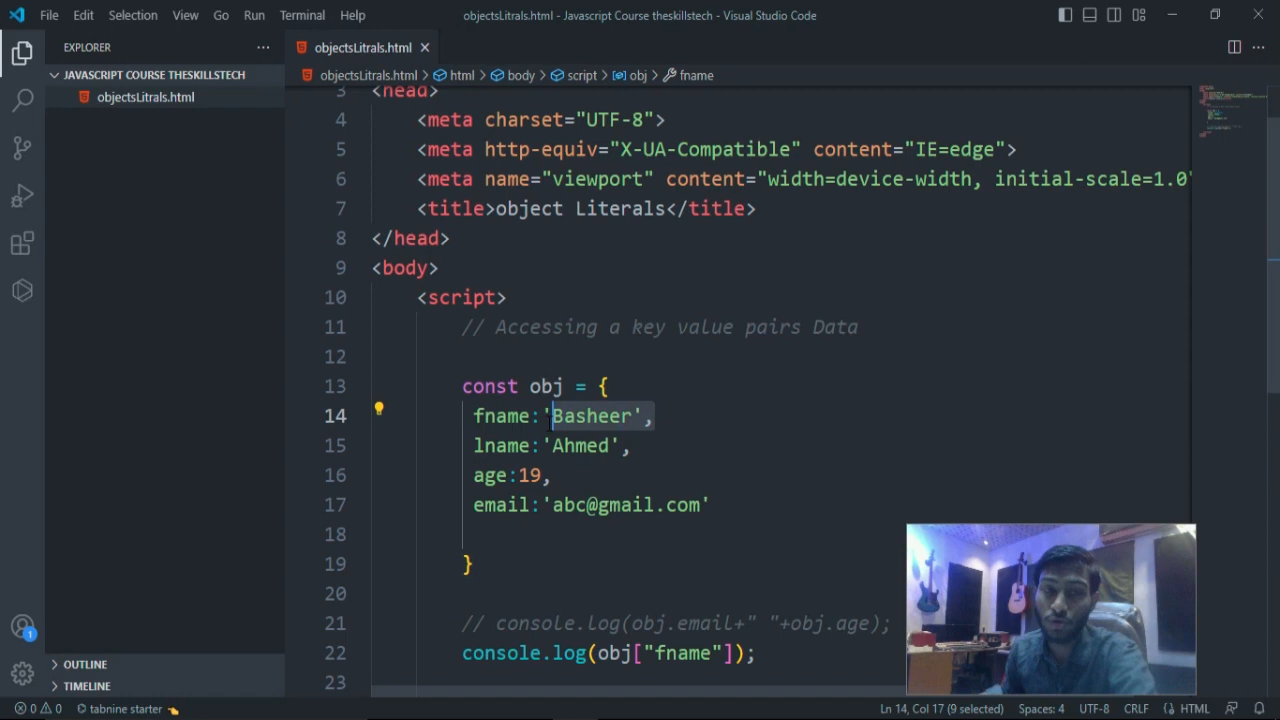 File Edit Selection View Go Run Terminal Help
objectsLitrals.html - Javascript Course theskillstech - Visual Studio Code
EXPLORER
objectsLitrals.html
JAVASCRIPT COURSE THESKILLSTECH
objectsLitrals.html > html > body > script > obj > fname
objectsLitrals.html
3 <head>
4 <meta charset="UTF-8">
5 <meta http-equiv="X-UA-Compatible" content="IE=edge">
6 <meta name="viewport" content="width=device-width, initial-scale=1.0"
7 <title>object Literals</title>
8 </head>
9 <body>
10 <script>
11 // Accessing a key value pairs Data
12
13 const obj = {
14 fname:'Basheer',
15 lname:'Ahmed',
16 age:19,
17 email:'abc@gmail.com'
18
19 }
20
21 // console.log(obj.email+" "+obj.age);
22 console.log(obj["fname"]);
23
OUTLINE
TIMELINE
1
0 0 tabnine starter Ln 14, Col 17 (9 selected) Spaces: 4 UTF-8 CRLF HTML